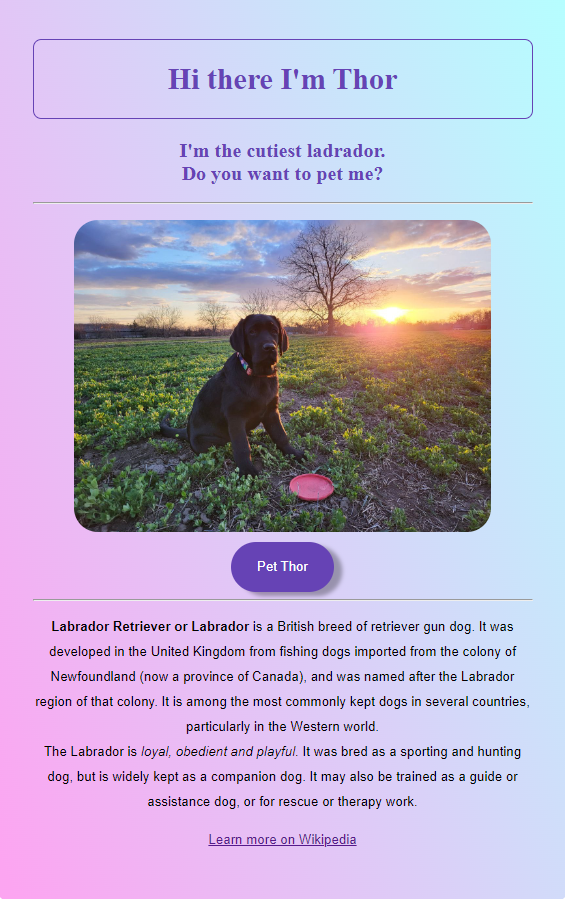 Hi there I'm Thor
I'm the cutiest ladrador.
Do you want to pet me?
Pet Thor
Labrador Retriever or Labrador is a British breed of retriever gun dog. It was
developed in the United Kingdom from fishing dogs imported from the colony of
Newfoundland (now a province of Canada), and was named after the Labrador
region of that colony. It is among the most commonly kept dogs in several countries,
particularly in the Western world.
The Labrador is loyal, obedient and playful. It was bred as a sporting and hunting
dog, but is widely kept as a companion dog. It may also be trained as a guide or
assistance dog, or for rescue or therapy work.
Learn more on Wikipedia